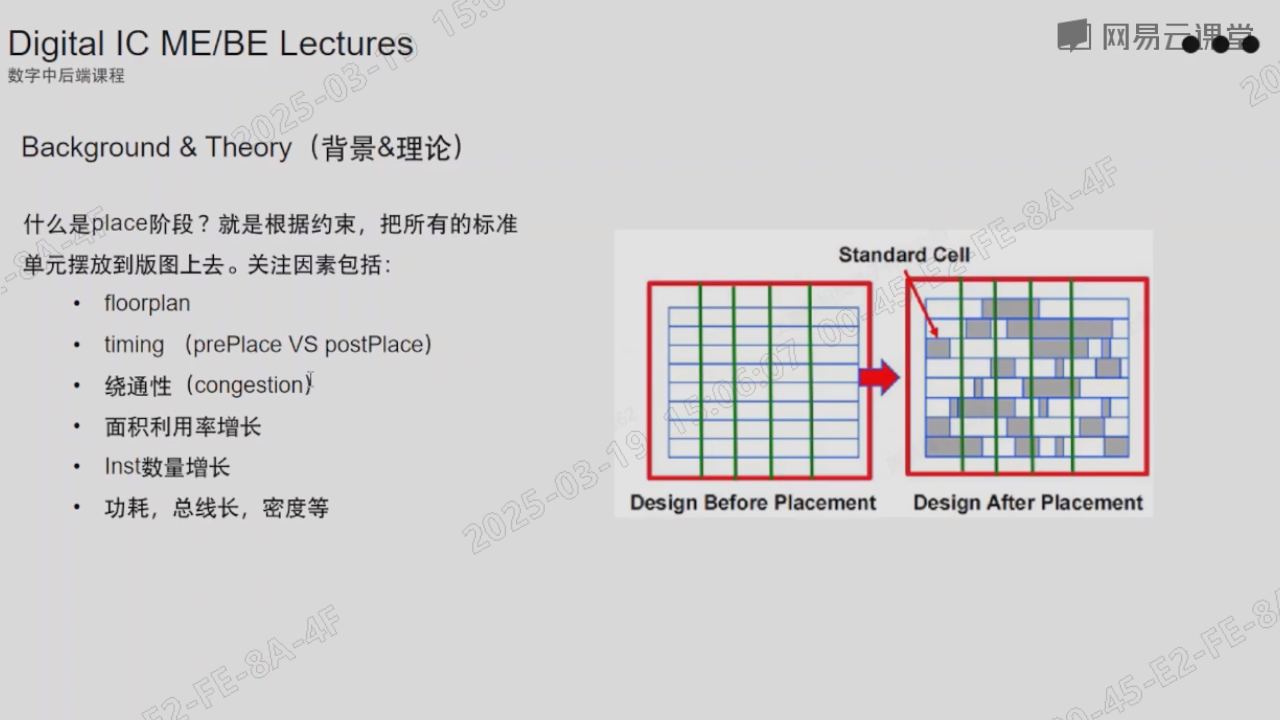 Digital IC ME/BE Lectures
数字中后端课程
网易云课堂
Background & Theory（背景&理论）
什么是place阶段？就是根据约束，把所有的标准
单元摆放到版图上去。关注因素包括：
• floorplan
• timing （prePlace VS postPlace）
• 绕通性（congestion）
• 面积利用率增长
• Inst数量增长
• 功耗，总线长，密度等
Standard Cell
Design Before Placement
Design After Placement
2025-03-19 15:06:07 00-45-E2-FE-8A-4F